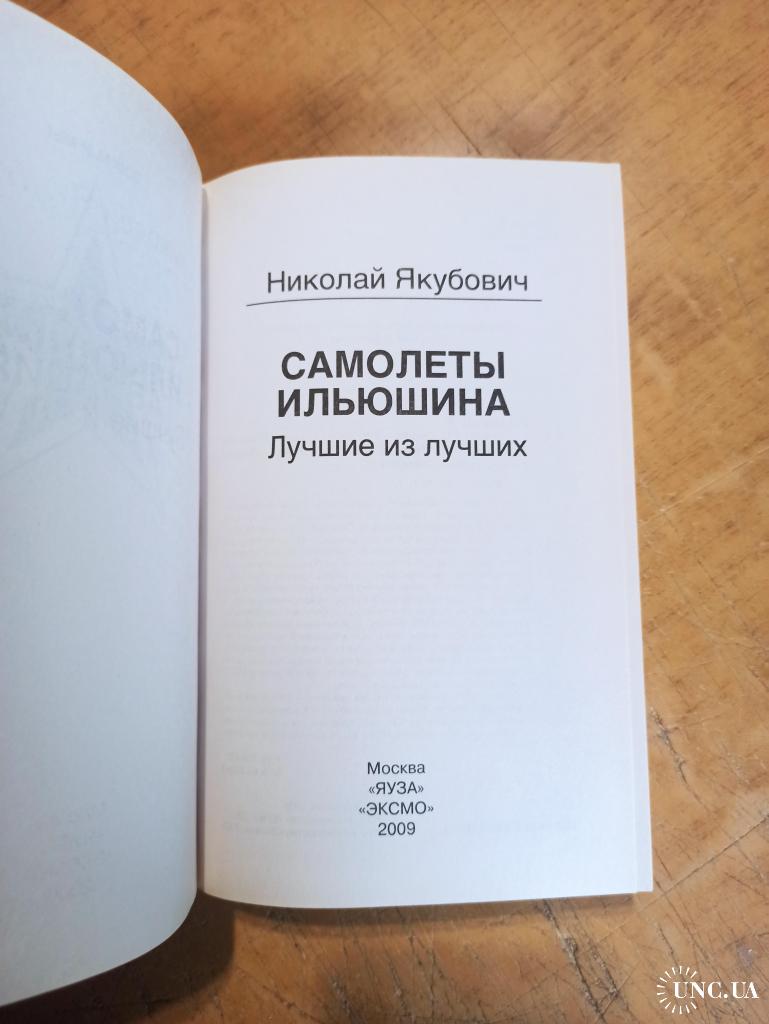 Николай Якубович
САМОЛЕТЫ
ИЛЬЮШИНА
Лучшие из лучших
Москва
«ЯУЗА»
«ЭКСМО»
2009
UNC.UA